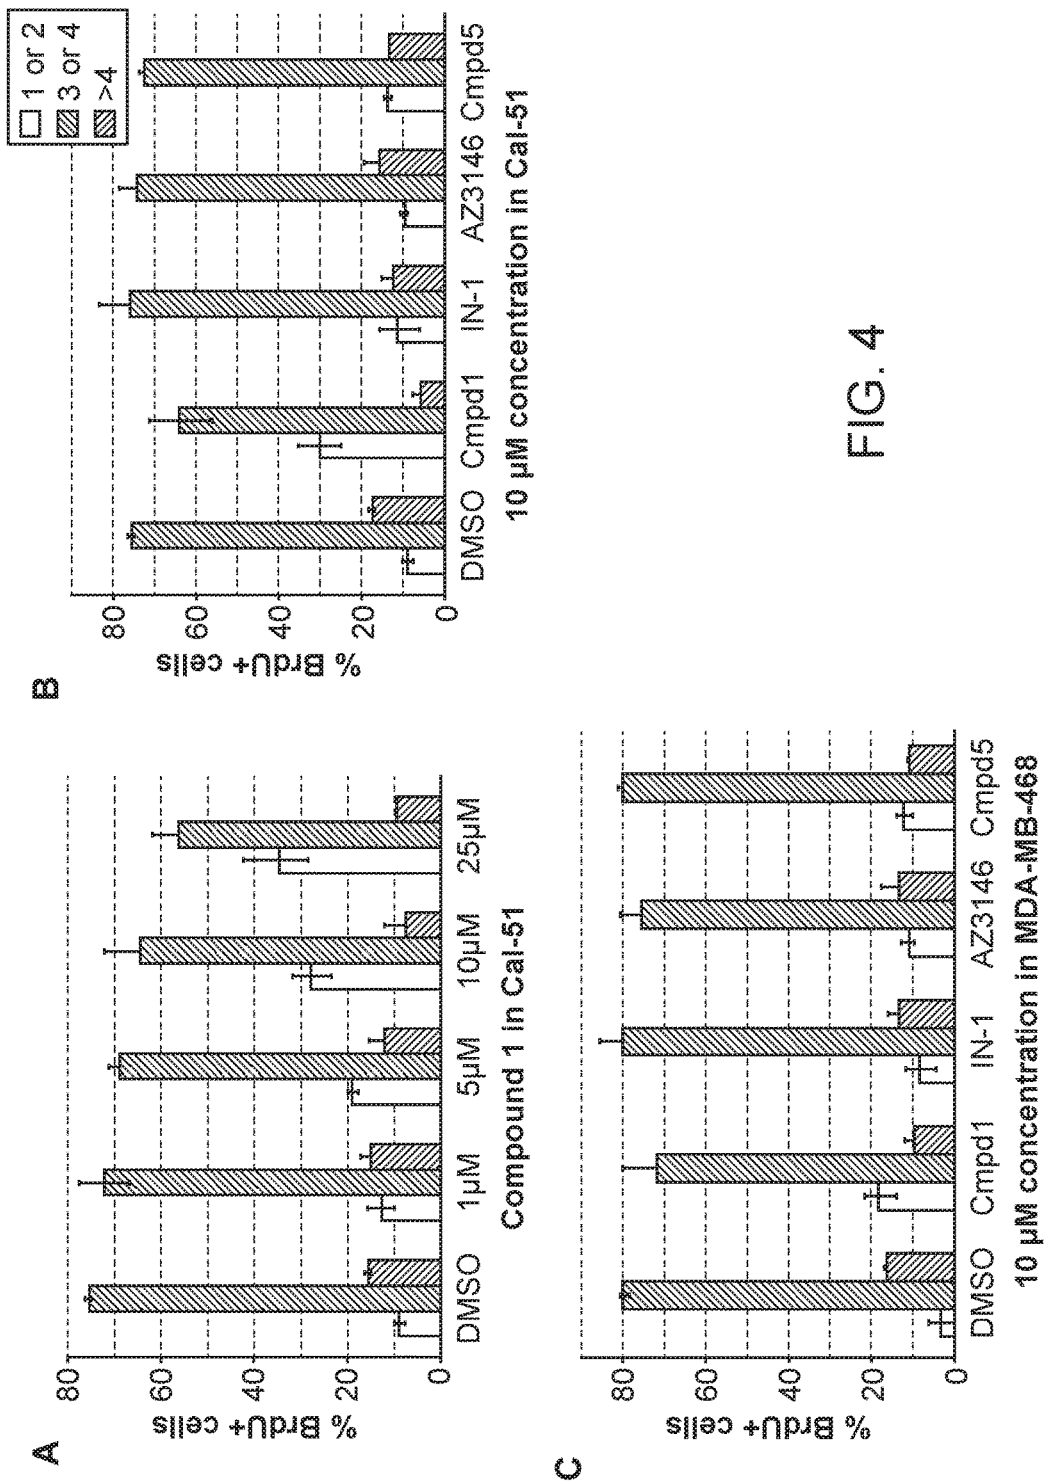 A
% BrdU+ cells
80
60
40
20
0
DMSO 1µM 5µM 10µM 25µM
Compound 1 in Cal-51
B
1 or 2
3 or 4
>4
% BrdU+ cells
80
60
40
20
0
DMSO Cmpd1 IN-1 AZ3146 Cmpd5
10 µM concentration in Cal-51
C
% BrdU+ cells
80
60
40
20
0
DMSO Cmpd1 IN-1 AZ3146 Cmpd5
10 µM concentration in MDA-MB-468
FIG. 4